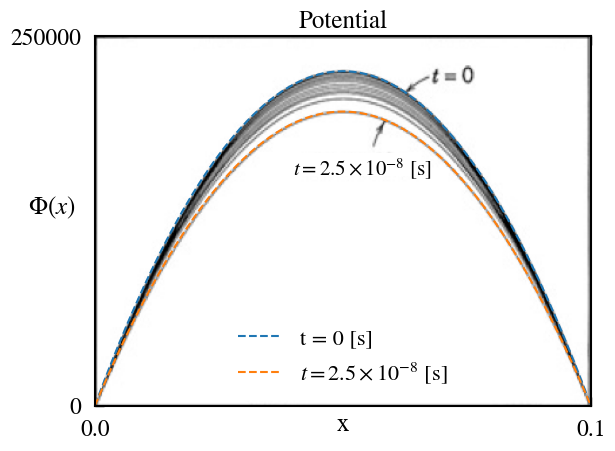 Potential
250000
t = 0
t = 2.5 × 10⁻⁸ [s]
Φ(x)
t = 0 [s]
t = 2.5 × 10⁻⁸ [s]
0
0.0
x
0.1